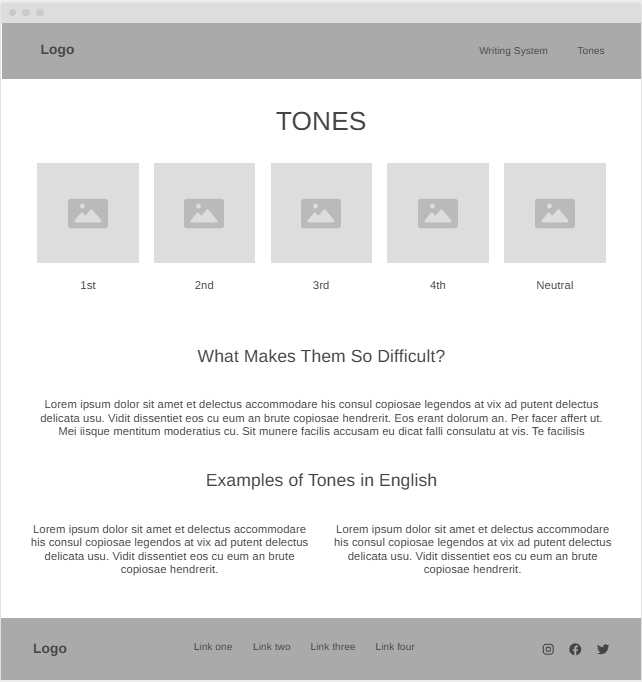 Logo
Writing System
Tones
TONES
1st
2nd
3rd
4th
Neutral
What Makes Them So Difficult?
Lorem ipsum dolor sit amet et delectus accommodare his consul copiosae legendos at vix ad putent delectus
delicata usu. Vidit dissentiet eos cu eum an brute copiosae hendrerit. Eos erant dolorum an. Per facer affert ut.
Mei iisque mentitum moderatius cu. Sit munere facilis accusam eu dicat falli consulatu at vis. Te facilisis
Examples of Tones in English
Lorem ipsum dolor sit amet et delectus accommodare
his consul copiosae legendos at vix ad putent delectus
delicata usu. Vidit dissentiet eos cu eum an brute
copiosae hendrerit.
Lorem ipsum dolor sit amet et delectus accommodare
his consul copiosae legendos at vix ad putent delectus
delicata usu. Vidit dissentiet eos cu eum an brute
copiosae hendrerit.
Logo
Link one
Link two
Link three
Link four